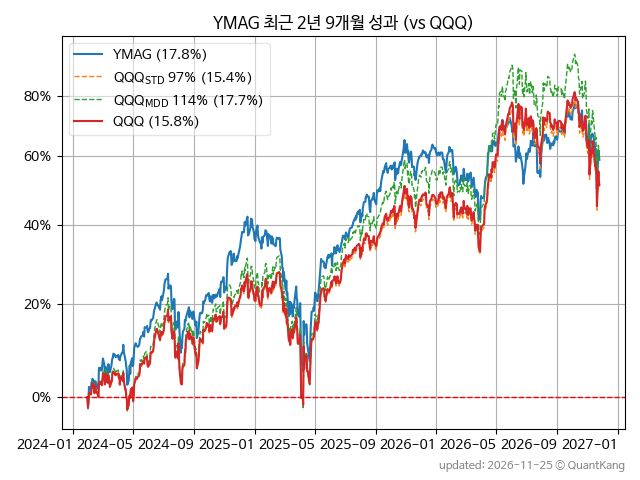 YMAG 최근 2년 9개월 성과 (vs QQQ)
YMAG (17.8%)
QQQSTD 97% (15.4%)
QQQMDD 114% (17.7%)
QQQ (15.8%)
80%
60%
40%
20%
0%
2024-01 2024-05 2024-09 2025-01 2025-05 2025-09 2026-01 2026-05 2026-09 2027-01
updated: 2026-11-25 © QuantKang